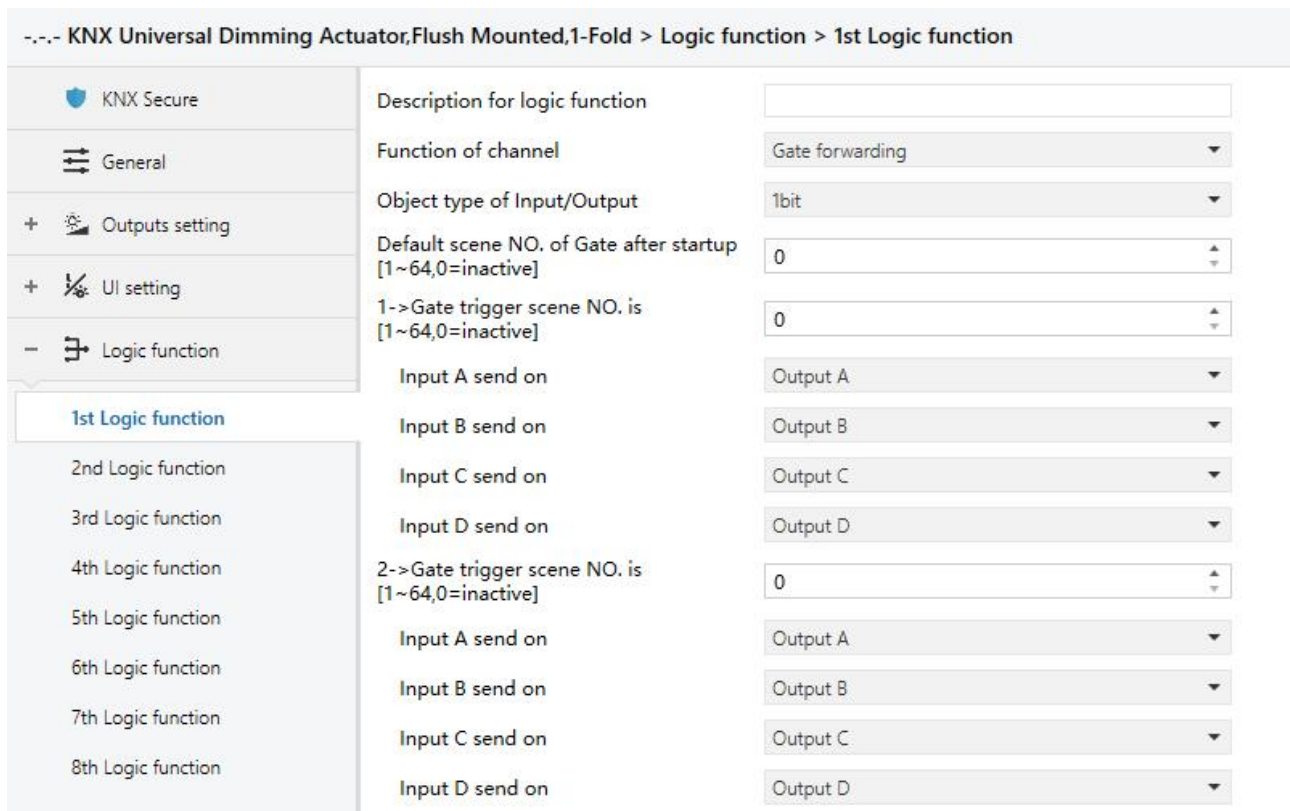 -.-.- KNX Universal Dimming Actuator,Flush Mounted,1-Fold > Logic function > 1st Logic function
KNX Secure
General
+ Outputs setting
+ UI setting
− Logic function
1st Logic function
2nd Logic function
3rd Logic function
4th Logic function
5th Logic function
6th Logic function
7th Logic function
8th Logic function
Description for logic function
Function of channel Gate forwarding
Object type of Input/Output 1bit
Default scene NO. of Gate after startup
[1~64,0=inactive] 0
1->Gate trigger scene NO. is
[1~64,0=inactive] 0
Input A send on Output A
Input B send on Output B
Input C send on Output C
Input D send on Output D
2->Gate trigger scene NO. is
[1~64,0=inactive] 0
Input A send on Output A
Input B send on Output B
Input C send on Output C
Input D send on Output D